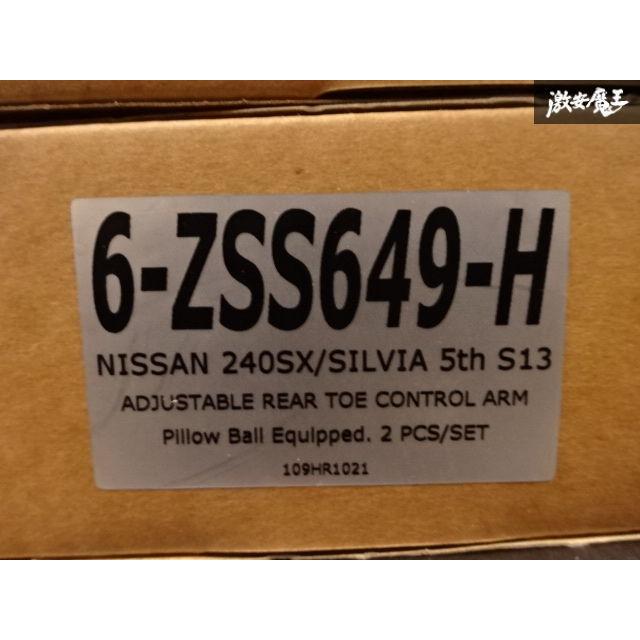 激安魔王
6-ZSS649-H
NISSAN 240SX/SILVIA 5th S13
ADJUSTABLE REAR TOE CONTROL ARM
Pillow Ball Equipped. 2 PCS/SET
109HR1021